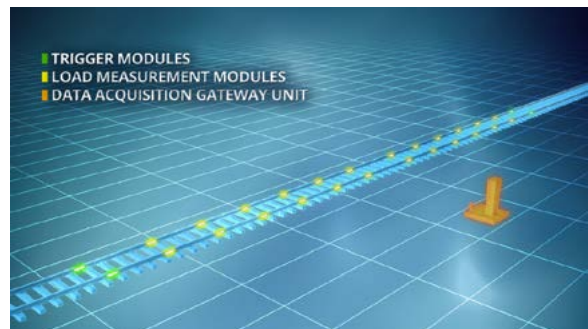 TRIGGER MODULES
LOAD MEASUREMENT MODULES
DATA ACQUISITION GATEWAY UNIT